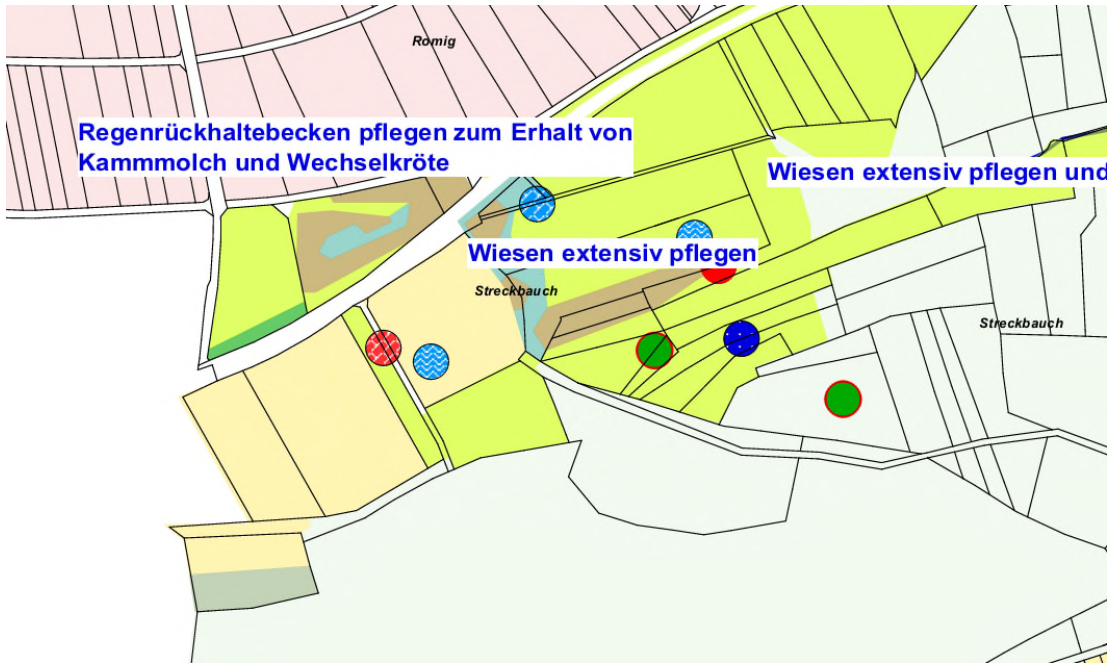 Romig
Regenrückhaltebecken pflegen zum Erhalt von
Kammmolch und Wechselkröte
Wiesen extensiv pflegen und
Wiesen extensiv pflegen
Streckbauch
Streckbauch